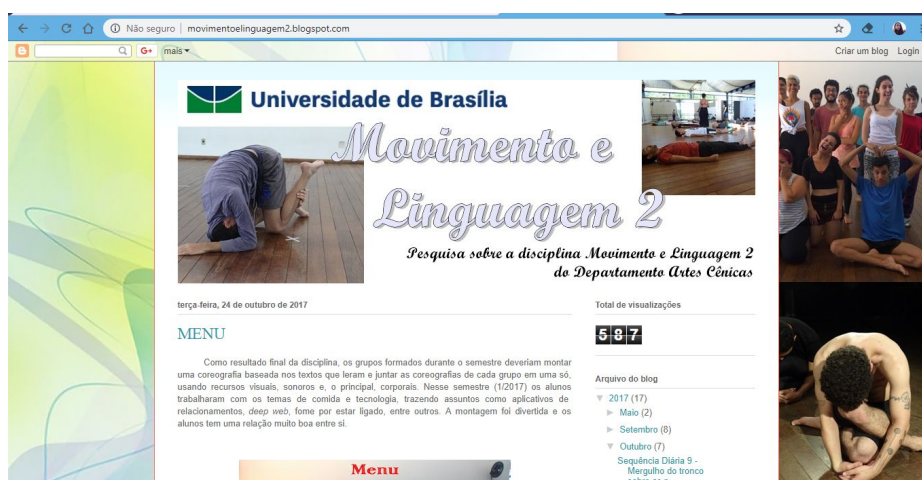 Não seguro | movimentoelinguagem2.blogspot.com
G+ mais
Criar um blog Login
Universidade de Brasília
Movimento e
Linguagem 2
Pesquisa sobre a disciplina Movimento e Linguagem 2
do Departamento Artes Cênicas
terça-feira, 24 de outubro de 2017
MENU
Como resultado final da disciplina, os grupos formados durante o semestre deveriam montar
uma coreografia baseada nos textos que leram e juntar as coreografias de cada grupo em uma só,
usando recursos visuais, sonoros e, o principal, corporais. Nesse semestre (1/2017) os alunos
trabalharam com os temas de comida e tecnologia, trazendo assuntos como aplicativos de
relacionamentos, deep web, fome por estar ligado, entre outros. A montagem foi divertida e os
alunos tem uma relação muito boa entre si.
Menu
Total de visualizações
587
Arquivo do blog
▼ 2017 (17)
► Maio (2)
► Setembro (8)
▼ Outubro (7)
Sequência Diária 9 -
Mergulho do tronco